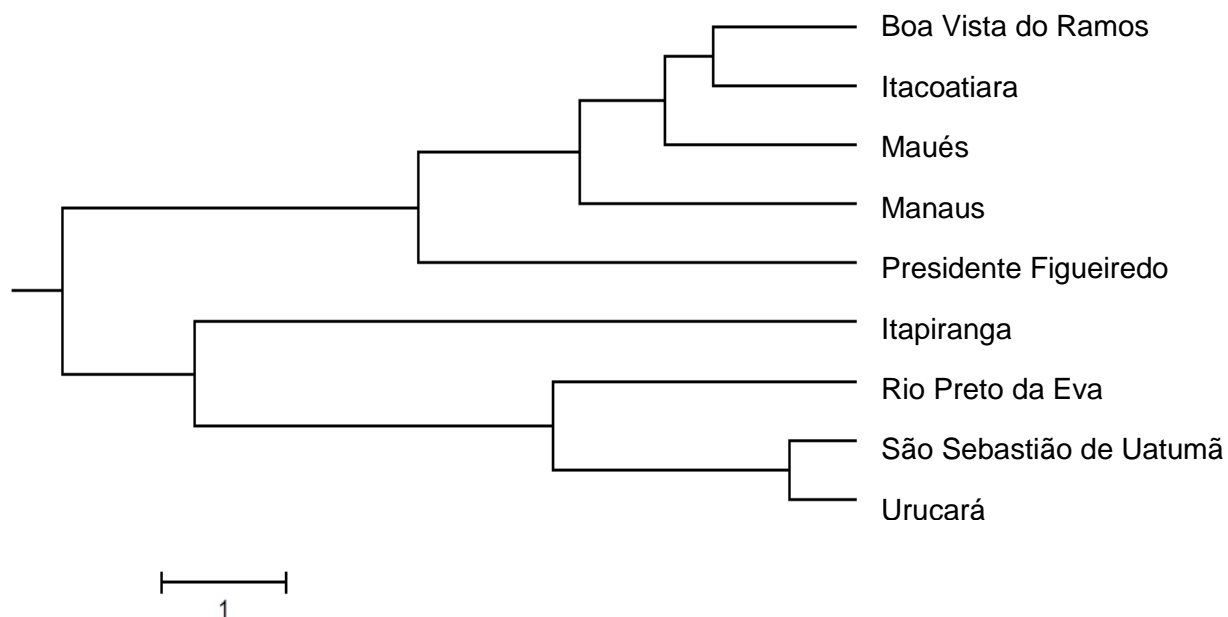 Boa Vista do Ramos
Itacoatiara
Maués
Manaus
Presidente Figueiredo
Itapiranga
Rio Preto da Eva
São Sebastião de Uatumã
Urucará
1